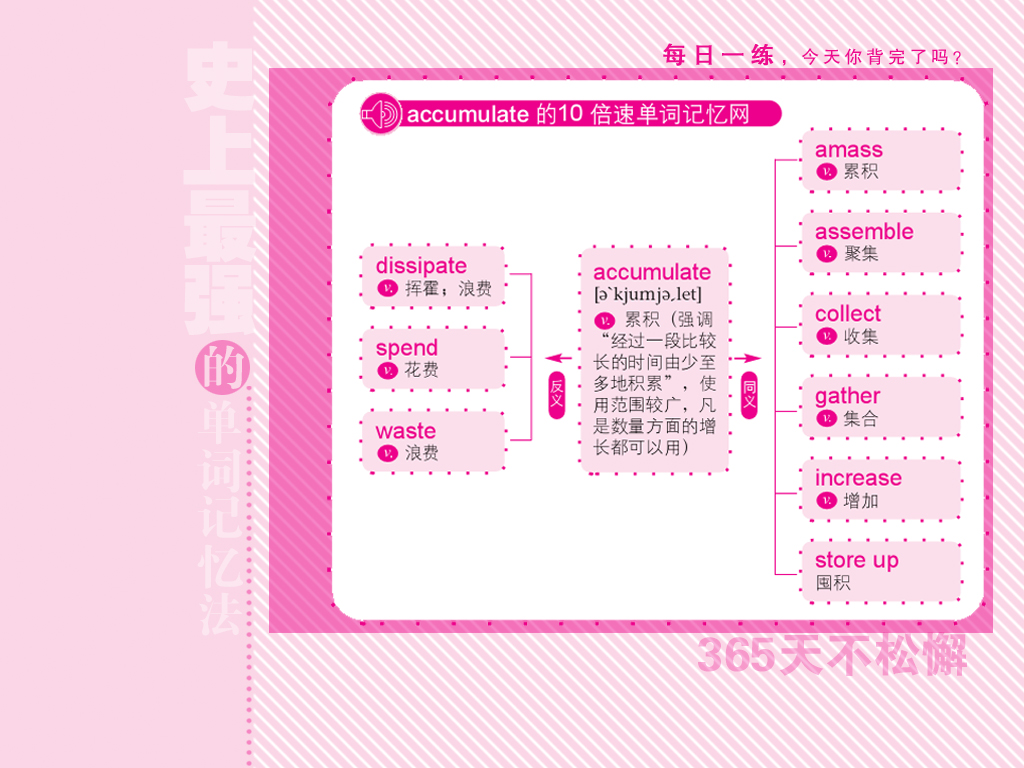 每日一练，今天你背完了吗?
史上最强
的
单词记忆法
accumulate 的10 倍速单词记忆网
dissipate
v. 挥霍；浪费
spend
v. 花费
waste
v. 浪费
反义
accumulate
[ə`kjumjə,let]
v. 累积（强调
“经过一段比较
长的时间由少至
多地积累”，使
用范围较广，凡
是数量方面的增
长都可以用）
同义
amass
v. 累积
assemble
v. 聚集
collect
v. 收集
gather
v. 集合
increase
v. 增加
store up
囤积
365天不松懈